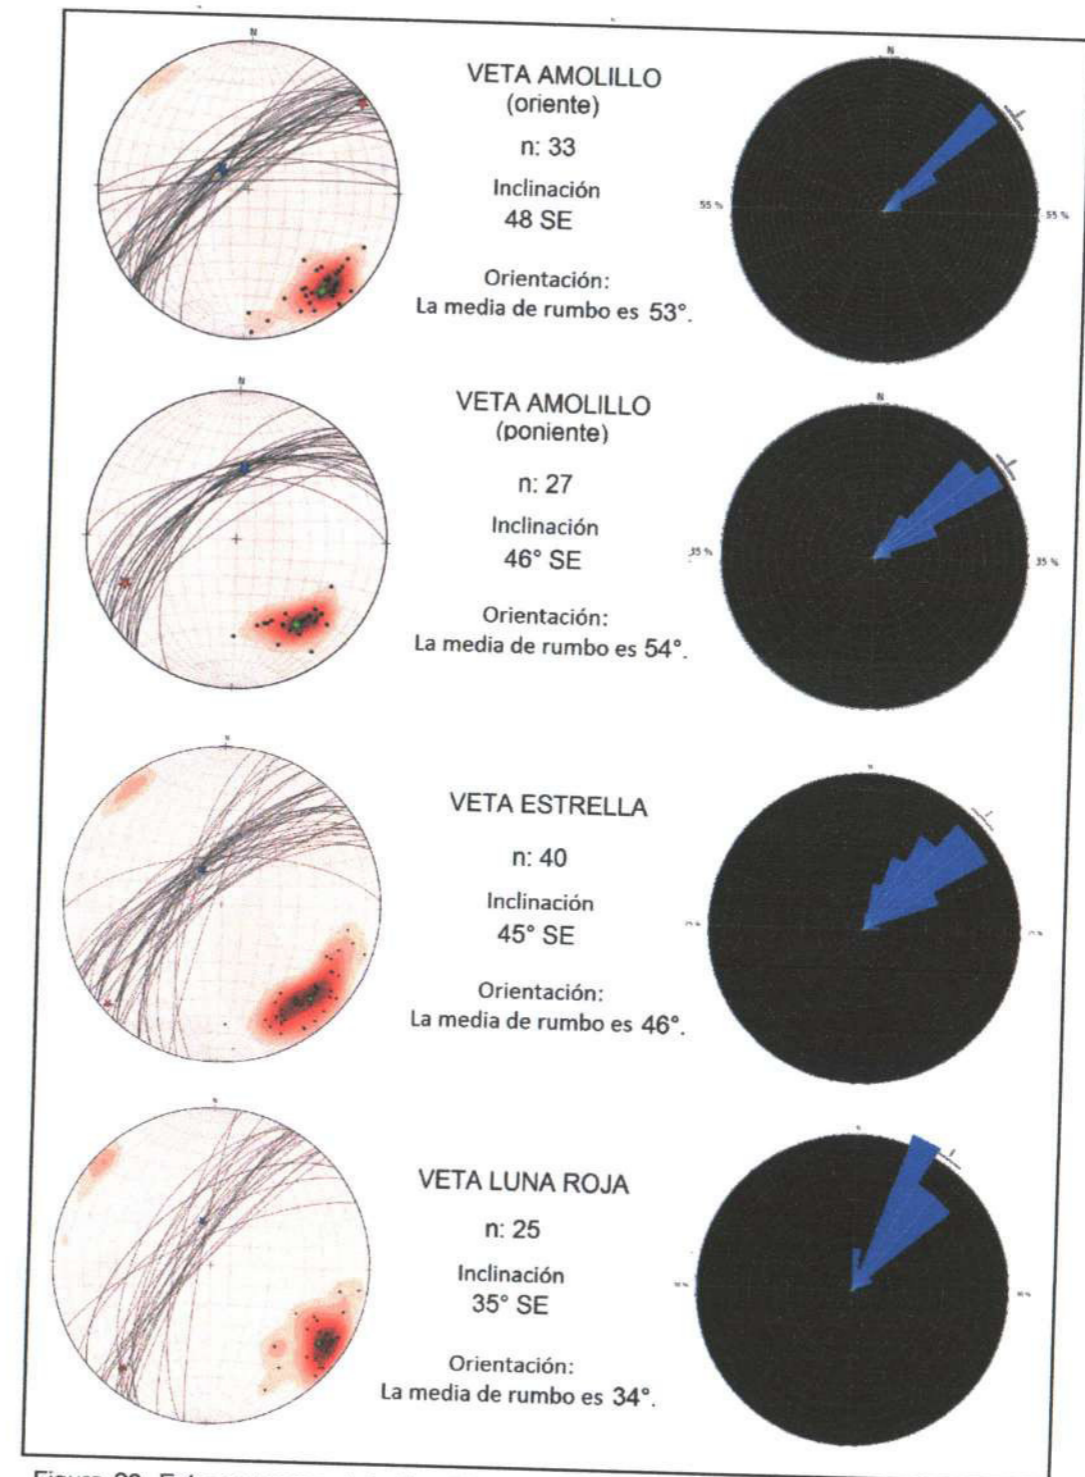 N
VETA AMOLILLO
(oriente)
n: 33
Inclinación
48 SE
Orientación:
La media de rumbo es 53°.
N
55 %
55 %
N
VETA AMOLILLO
(poniente)
n: 27
Inclinación
46° SE
Orientación:
La media de rumbo es 54°.
N
35 %
35 %
N
VETA ESTRELLA
n: 40
Inclinación
45° SE
Orientación:
La media de rumbo es 46°.
N
VETA LUNA ROJA
n: 25
Inclinación
35° SE
Orientación:
La media de rumbo es 34°.